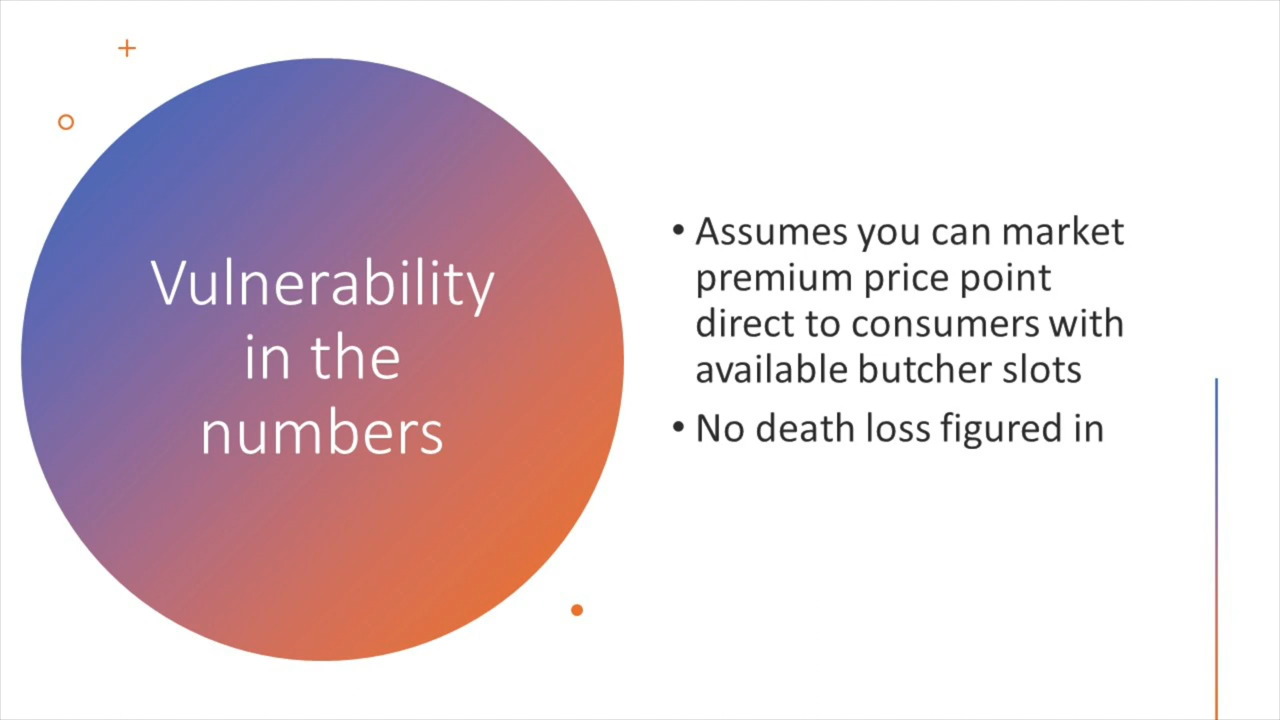 Vulnerability
in the
numbers
• Assumes you can market
premium price point
direct to consumers with
available butcher slots
• No death loss figured in